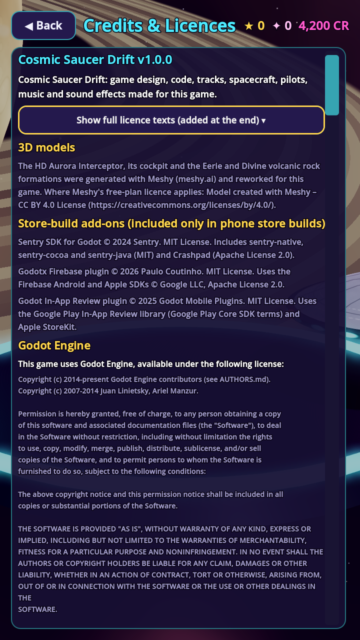 ◀ Back
Credits & Licences
★ 0 ✦ 0 4,200 CR
Cosmic Saucer Drift v1.0.0
Cosmic Saucer Drift: game design, code, tracks, spacecraft, pilots,
music and sound effects made for this game.
Show full licence texts (added at the end) ▾
3D models
The HD Aurora Interceptor, its cockpit and the Eerie and Divine volcanic rock
formations were generated with Meshy (meshy.ai) and reworked for this
game. Where Meshy's free-plan licence applies: Model created with Meshy –
CC BY 4.0 Licence (https://creativecommons.org/licenses/by/4.0/).
Store-build add-ons (included only in phone store builds)
Sentry SDK for Godot © 2024 Sentry. MIT License. Includes sentry-native,
sentry-cocoa and sentry-java (MIT) and Crashpad (Apache License 2.0).
Godotx Firebase plugin © 2026 Paulo Coutinho. MIT License. Uses the
Firebase Android and Apple SDKs © Google LLC, Apache License 2.0.
Godot In-App Review plugin © 2025 Godot Mobile Plugins. MIT License. Uses
the Google Play In-App Review library (Google Play Core SDK terms) and
Apple StoreKit.
Godot Engine
This game uses Godot Engine, available under the following license:
Copyright (c) 2014-present Godot Engine contributors (see AUTHORS.md).
Copyright (c) 2007-2014 Juan Linietsky, Ariel Manzur.
Permission is hereby granted, free of charge, to any person obtaining a copy
of this software and associated documentation files (the "Software"), to deal
in the Software without restriction, including without limitation the rights
to use, copy, modify, merge, publish, distribute, sublicense, and/or sell
copies of the Software, and to permit persons to whom the Software is
furnished to do so, subject to the following conditions:
The above copyright notice and this permission notice shall be included in all
copies or substantial portions of the Software.
THE SOFTWARE IS PROVIDED "AS IS", WITHOUT WARRANTY OF ANY KIND, EXPRESS OR
IMPLIED, INCLUDING BUT NOT LIMITED TO THE WARRANTIES OF MERCHANTABILITY,
FITNESS FOR A PARTICULAR PURPOSE AND NONINFRINGEMENT. IN NO EVENT SHALL THE
AUTHORS OR COPYRIGHT HOLDERS BE LIABLE FOR ANY CLAIM, DAMAGES OR OTHER
LIABILITY, WHETHER IN AN ACTION OF CONTRACT, TORT OR OTHERWISE, ARISING FROM,
OUT OF OR IN CONNECTION WITH THE SOFTWARE OR THE USE OR OTHER DEALINGS IN
THE
SOFTWARE.